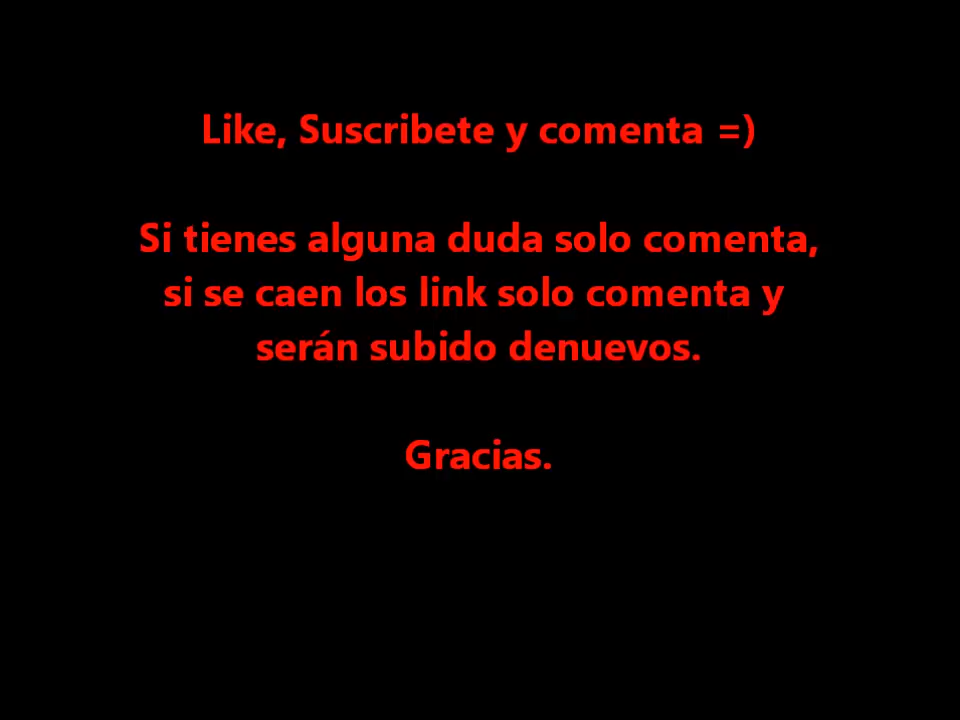 Like, Suscribete y comenta =)
Si tienes alguna duda solo comenta,
si se caen los link solo comenta y
serán subido denuevos.
Gracias.